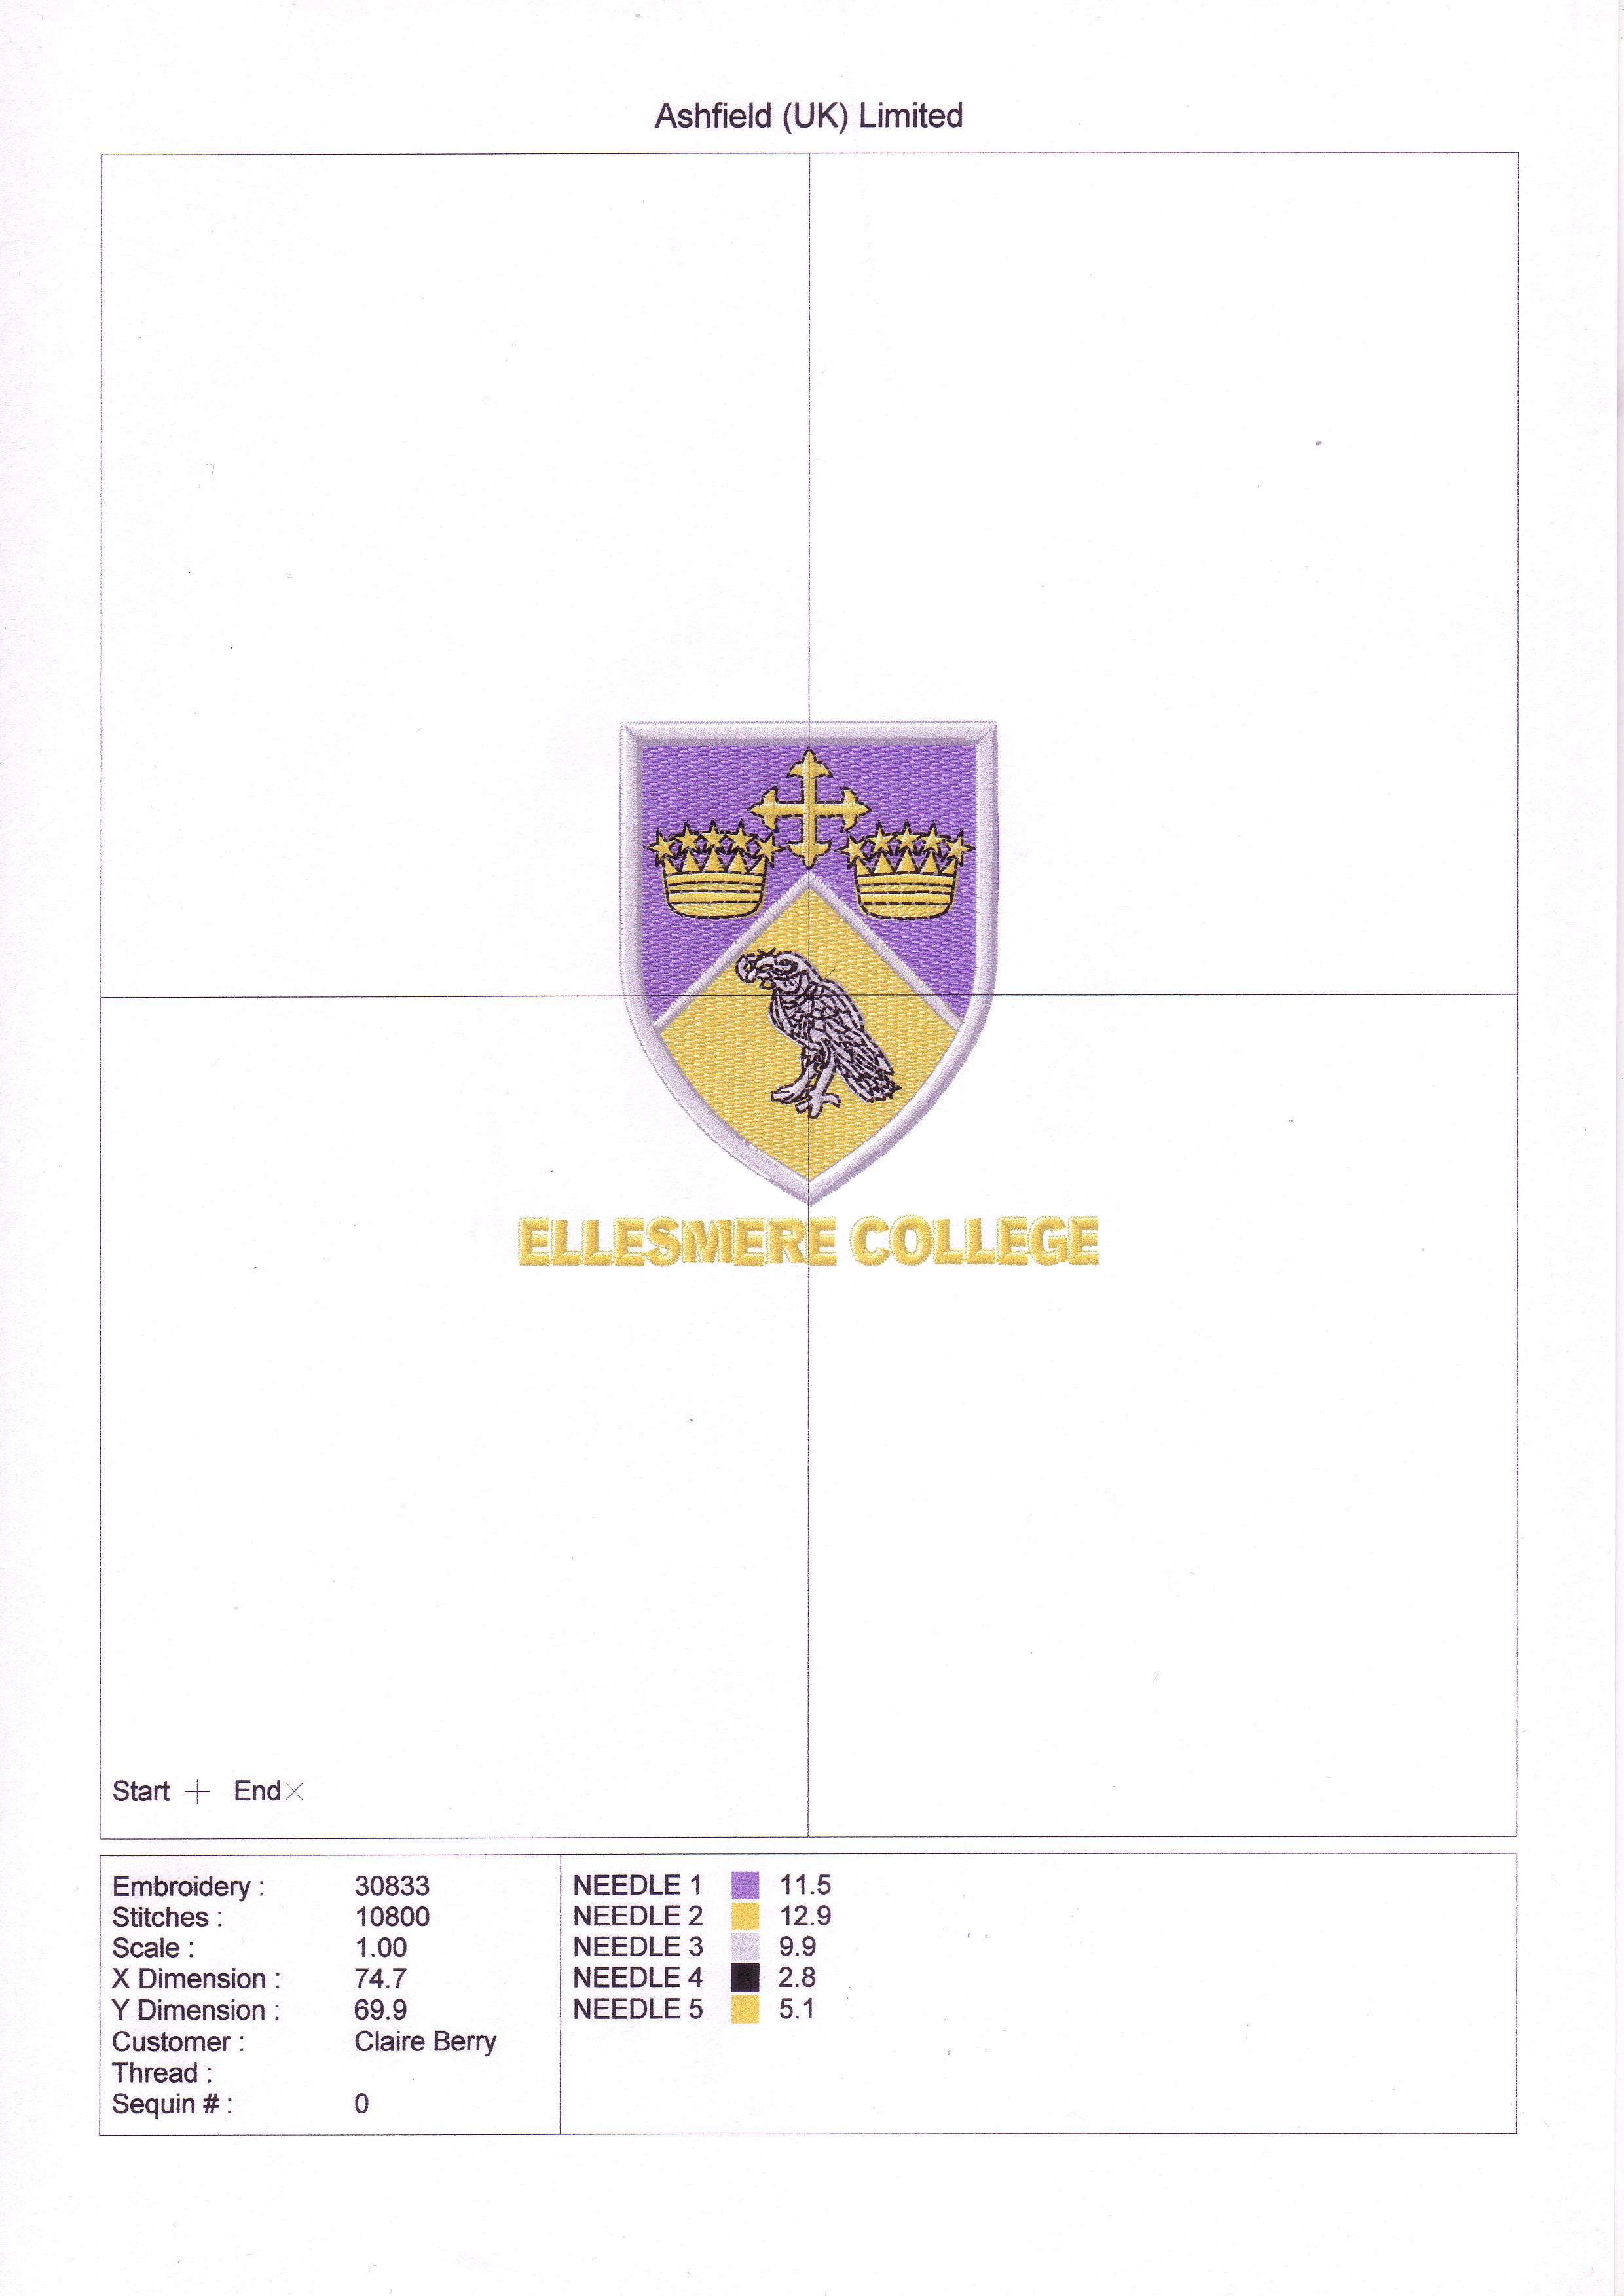 Ashfield (UK) Limited
ELLESMERE COLLEGE
Start + End×
Embroidery : 30833
Stitches : 10800
Scale : 1.00
X Dimension : 74.7
Y Dimension : 69.9
Customer : Claire Berry
Thread :
Sequin # : 0
NEEDLE 1 11.5
NEEDLE 2 12.9
NEEDLE 3 9.9
NEEDLE 4 2.8
NEEDLE 5 5.1